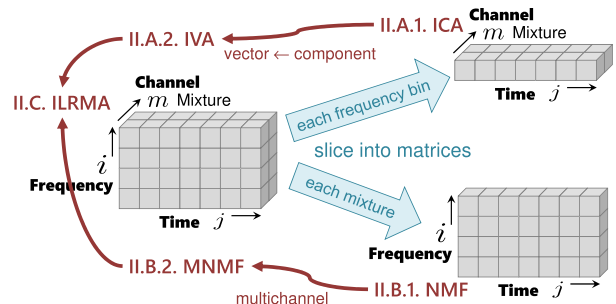 II.A.2. IVA
vector ← component
II.A.1. ICA
Channel
m Mixture
Time j →
II.C. ILRMA
Channel
m Mixture
i
Frequency
Time j →
each frequency bin
slice into matrices
each mixture
i
Frequency
Time j →
II.B.2. MNMF
multichannel
II.B.1. NMF